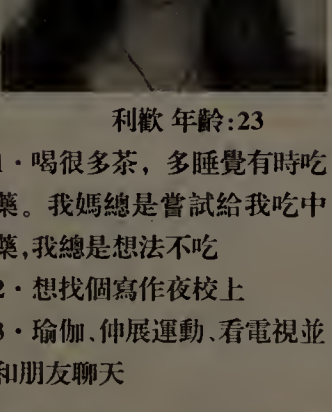 利歡 年齡:23
1·喝很多茶，多睡覺有時吃
藥。我媽總是嘗試給我吃中
藥,我總是想法不吃
2·想找個寫作夜校上
3·瑜伽、伸展運動、看電視並
和朋友聊天